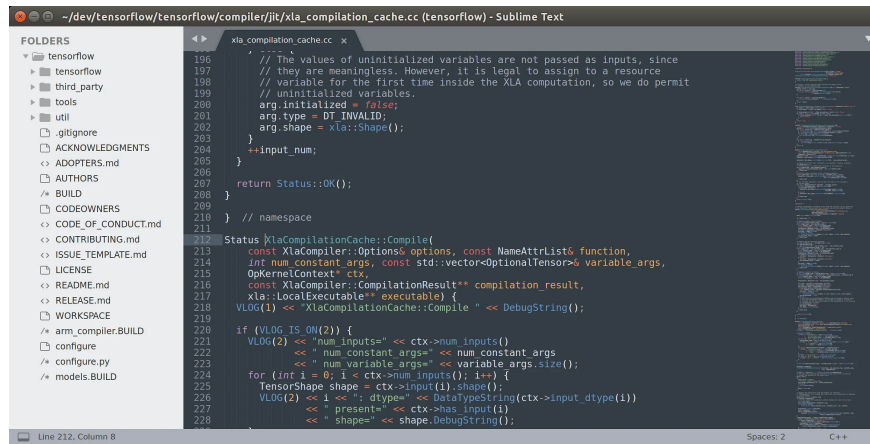 ~/dev/tensorflow/tensorflow/compiler/jit/xla_compilation_cache.cc (tensorflow) - Sublime Text
FOLDERS
tensorflow
tensorflow
third_party
tools
util
.gitignore
ACKNOWLEDGMENTS
<> ADOPTERS.md
AUTHORS
/* BUILD
CODEOWNERS
<> CODE_OF_CONDUCT.md
<> CONTRIBUTING.md
<> ISSUE_TEMPLATE.md
LICENSE
<> README.md
<> RELEASE.md
WORKSPACE
/* arm_compiler.BUILD
configure
/* configure.py
/* models.BUILD
xla_compilation_cache.cc x
196 // The values of uninitialized variables are not passed as inputs, since
197 // they are meaningless. However, it is legal to assign to a resource
198 // variable for the first time inside the XLA computation, so we do permit
199 // uninitialized variables.
200 arg.initialized = false;
201 arg.type = DT_INVALID;
202 arg.shape = xla::Shape();
203 }
204 ++input_num;
205 }
206
207 return Status::OK();
208 }
209
210 } // namespace
211
212 Status XlaCompilationCache::Compile(
213 const XlaCompiler::Options& options, const NameAttrList& function,
214 int num_constant_args, const std::vector<OptionalTensor>& variable_args,
215 OpKernelContext* ctx,
216 const XlaCompiler::CompilationResult** compilation_result,
217 xla::LocalExecutable** executable) {
218 VLOG(1) << "XlaCompilationCache::Compile " << DebugString();
219
220 if (VLOG_IS_ON(2)) {
221 VLOG(2) << "num_inputs=" << ctx->num_inputs()
222 << " num_constant_args=" << num_constant_args
223 << " num_variable_args=" << variable_args.size();
224 for (int i = 0; i < ctx->num_inputs(); i++) {
225 TensorShape shape = ctx->input(i).shape();
226 VLOG(2) << i << ": dtype=" << DataTypeString(ctx->input_dtype(i))
227 << " present=" << ctx->has_input(i)
228 << " shape=" << shape.DebugString();
Line 212, Column 8
Spaces: 2
C++